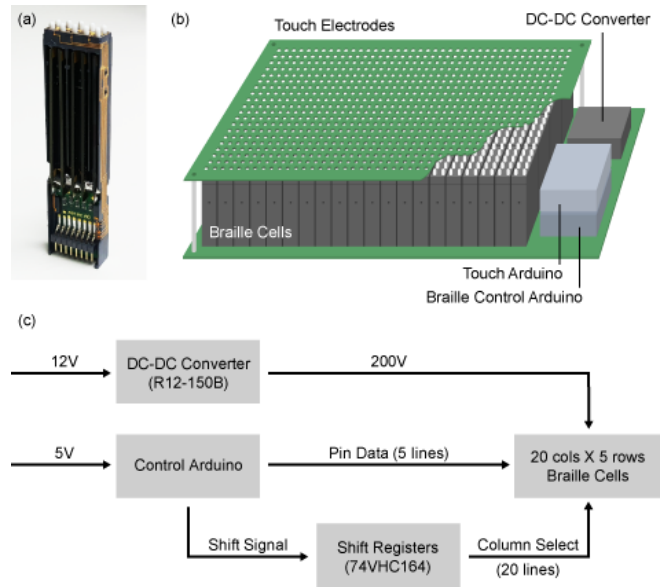 (a)
(b)
Touch Electrodes
DC-DC Converter
Braille Cells
Touch Arduino
Braille Control Arduino
(c)
12V
DC-DC Converter
(R12-150B)
200V
5V
Control Arduino
Pin Data (5 lines)
20 cols X 5 rows
Braille Cells
Shift Signal
Shift Registers
(74VHC164)
Column Select
(20 lines)